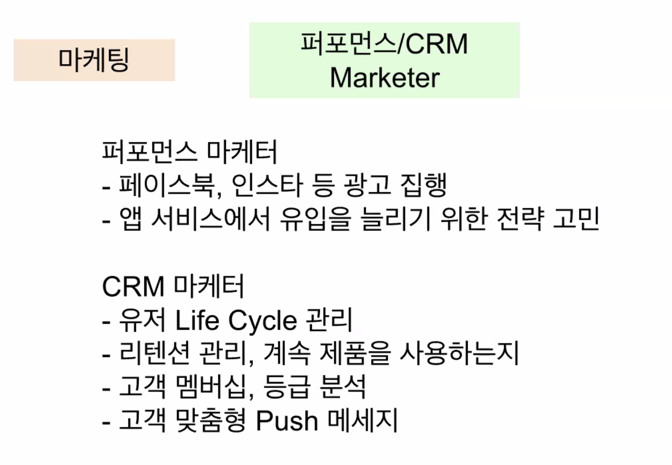 마케팅
퍼포먼스/CRM
Marketer
퍼포먼스 마케터
- 페이스북, 인스타 등 광고 집행
- 앱 서비스에서 유입을 늘리기 위한 전략 고민
CRM 마케터
- 유저 Life Cycle 관리
- 리텐션 관리, 계속 제품을 사용하는지
- 고객 멤버십, 등급 분석
- 고객 맞춤형 Push 메세지